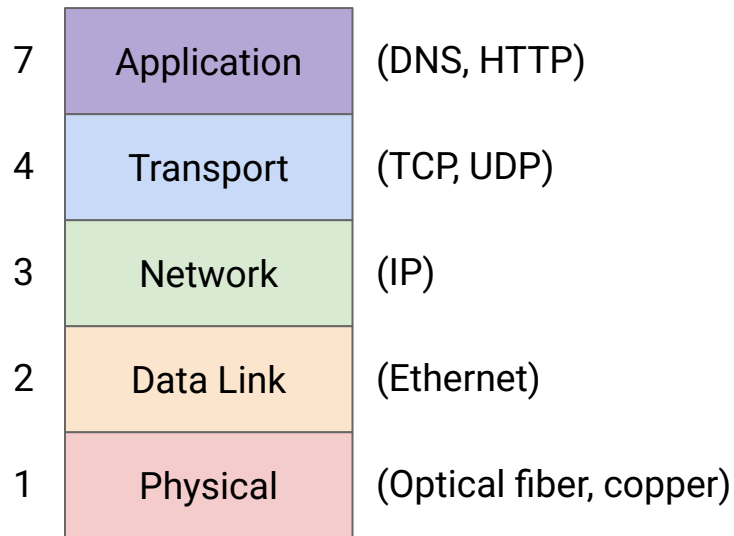 7 Application (DNS, HTTP)
4 Transport (TCP, UDP)
3 Network (IP)
2 Data Link (Ethernet)
1 Physical (Optical fiber, copper)